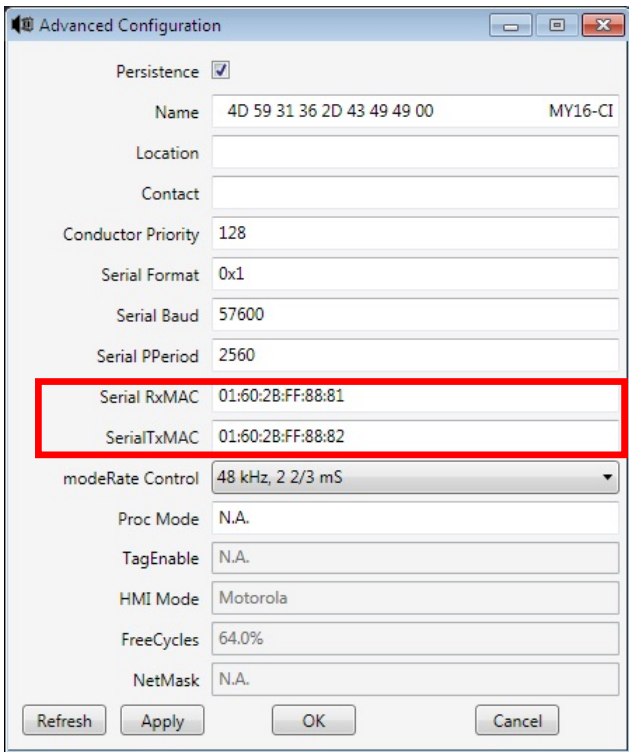 Advanced Configuration
Persistence
Name 4D 59 31 36 2D 43 49 49 00 MY16-CI
Location
Contact
Conductor Priority 128
Serial Format 0x1
Serial Baud 57600
Serial PPeriod 2560
Serial RxMAC 01:60:2B:FF:88:81
SerialTxMAC 01:60:2B:FF:88:82
modeRate Control 48 kHz, 2 2/3 mS
Proc Mode N.A.
TagEnable N.A.
HMI Mode Motorola
FreeCycles 64.0%
NetMask N.A.
Refresh Apply OK Cancel